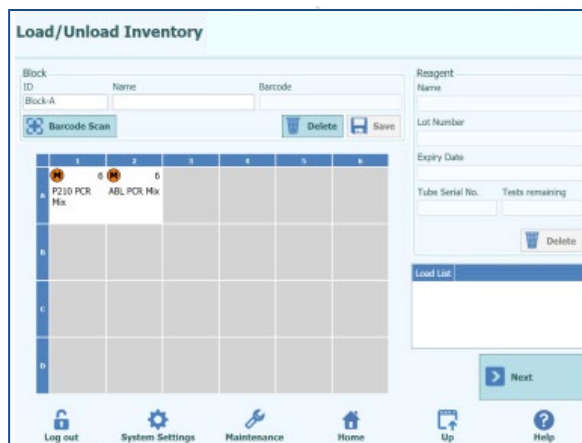 Load/Unload Inventory
Block
ID Name Barcode
Block-A
Barcode Scan Delete Save
1 2 3 4 5 6
A
M 6 M 6
P210 PCR Mix ABL PCR Mix
B
C
D
Reagent
Name
Lot Number
Expiry Date
Tube Serial No. Tests remaining
Delete
Load List
Next
Log out System Settings Maintenance Home Up Help